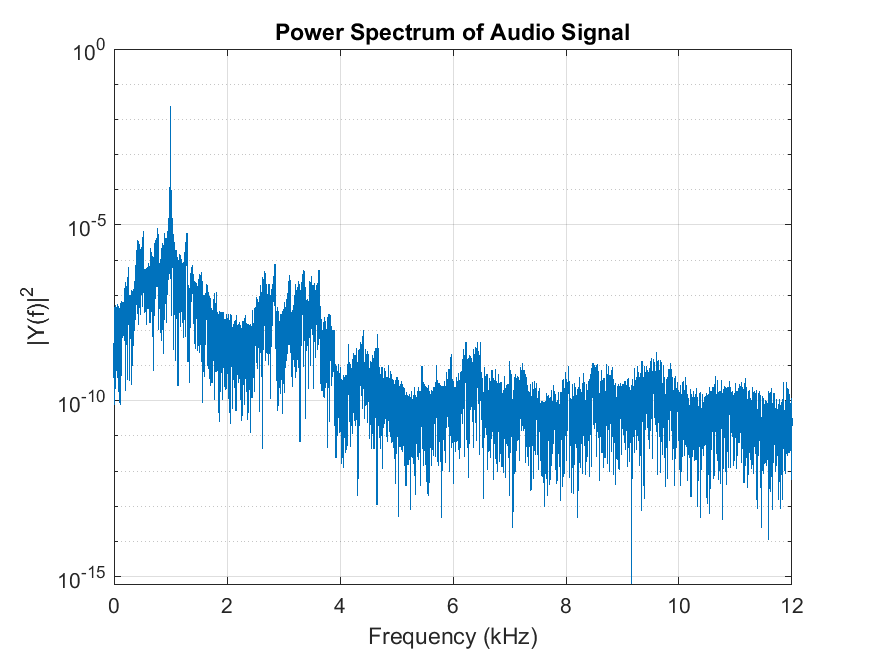 Power Spectrum of Audio Signal
10^0
10^-5
10^-10
10^-15
|Y(f)|^2
0 2 4 6 8 10 12
Frequency (kHz)